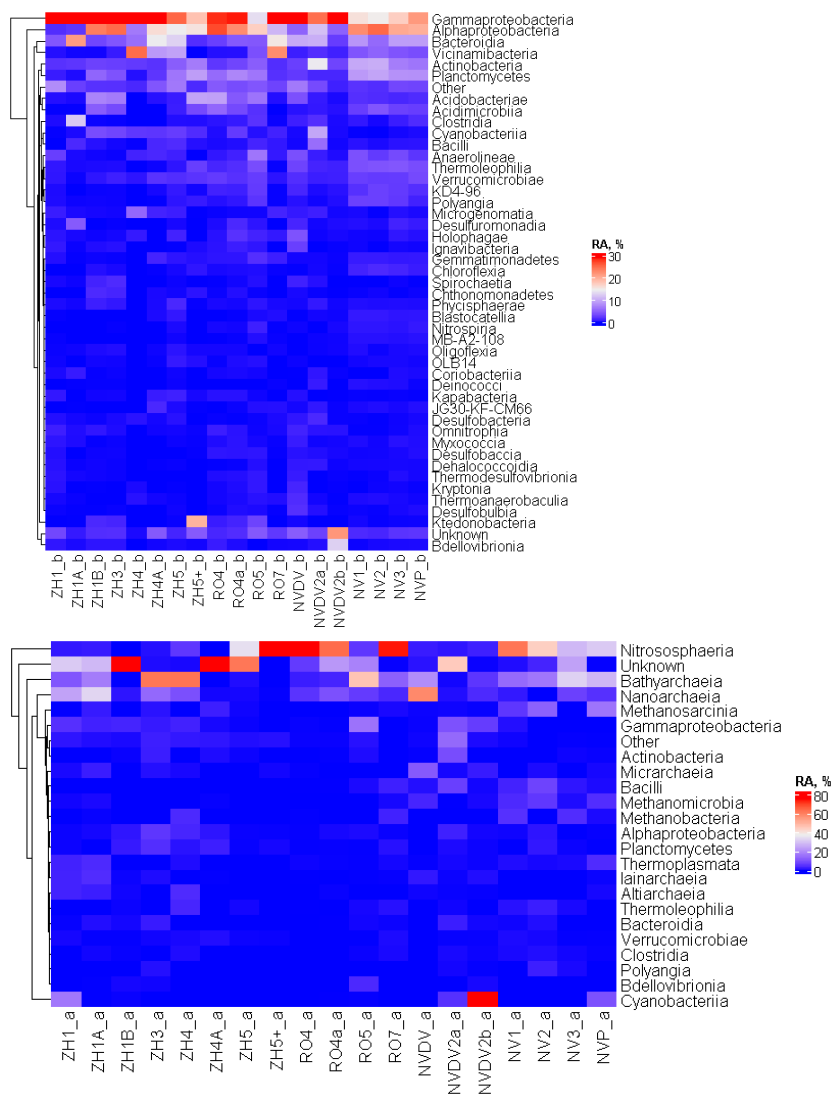 Gammaproteobacteria
Alphaproteobacteria
Bacteroidia
Vicinamibacteria
Actinobacteria
Planctomycetes
Other
Acidobacteriae
Acidimicrobiia
Clostridia
Cyanobacteriia
Bacilli
Anaerolineae
Thermoleophilia
Verrucomicrobiae
KD4-96
Polyangia
Microgenomatia
Desulfuromonadia
Holophagae
Ignavibacteria
Gemmatimonadetes
Chloroflexia
Spirochaetia
Chthonomonadetes
Phycisphaerae
Blastocatellia
Nitrospiria
MB-A2-108
Oligoflexia
OLB14
Coriobacteriia
Deinococci
Kapabacteria
JG30-KF-CM66
Desulfobacteria
Omnitrophia
Myxococcia
Desulfobaccia
Dehalococcoidia
Thermodesulfovibrionia
Kryptonia
Thermoanaerobaculia
Desulfobulbia
Ktedonobacteria
Unknown
Bdellovibrionia
RA, %
30
20
10
0
ZH1_b
ZH1A_b
ZH1B_b
ZH3_b
ZH4_b
ZH4A_b
ZH5_b
ZH5+_b
RO4_b
RO4a_b
RO5_b
RO7_b
NVDV_b
NVDV2a_b
NVDV2b_b
NV1_b
NV2_b
NV3_b
NVP_b
Nitrososphaeria
Unknown
Bathyarchaeia
Nanoarchaeia
Methanosarcinia
Gammaproteobacteria
Other
Actinobacteria
Micrarchaeia
Bacilli
Methanomicrobia
Methanobacteria
Alphaproteobacteria
Planctomycetes
Thermoplasmata
Iainarchaeia
Altiarchaeia
Thermoleophilia
Bacteroidia
Verrucomicrobiae
Clostridia
Polyangia
Bdellovibrionia
Cyanobacteriia
RA, %
80
60
40
20
0
ZH1_a
ZH1A_a
ZH1B_a
ZH3_a
ZH4_a
ZH4A_a
ZH5_a
ZH5+_a
RO4_a
RO4a_a
RO5_a
RO7_a
NVDV_a
NVDV2a_a
NVDV2b_a
NV1_a
NV2_a
NV3_a
NVP_a